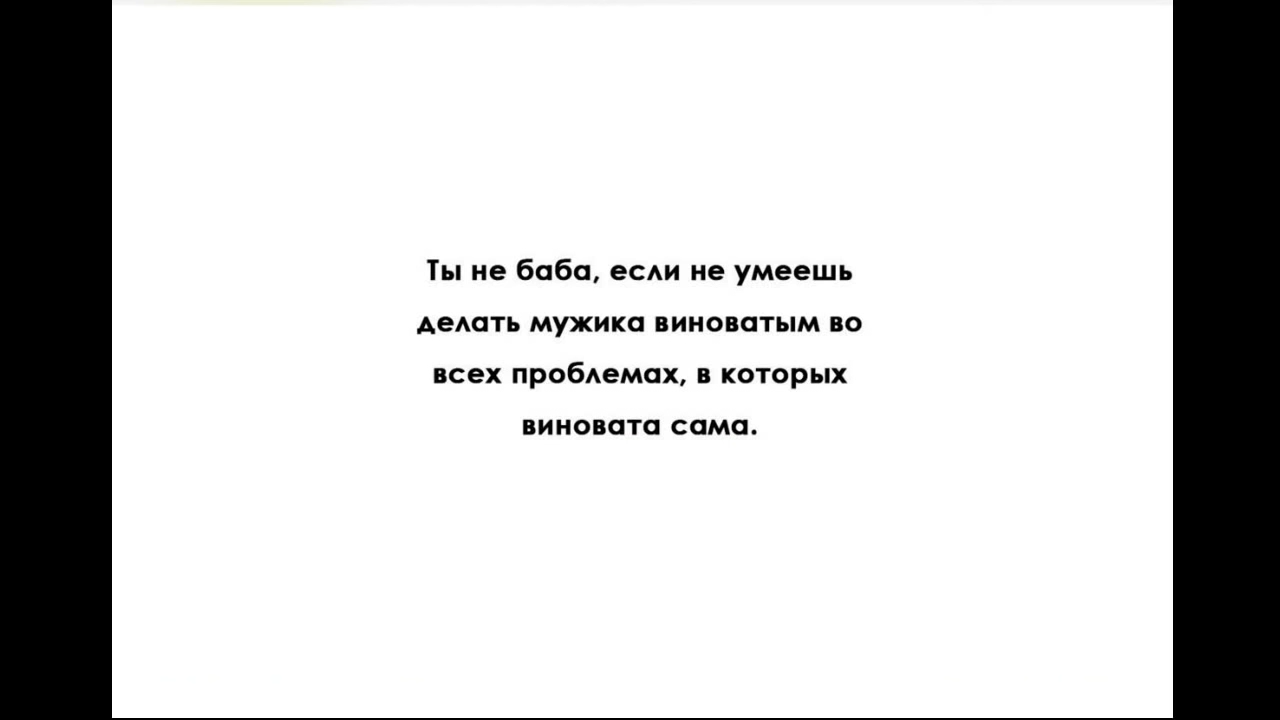 Ты не баба, если не умеешь
делать мужика виноватым во
всех проблемах, в которых
виновата сама.